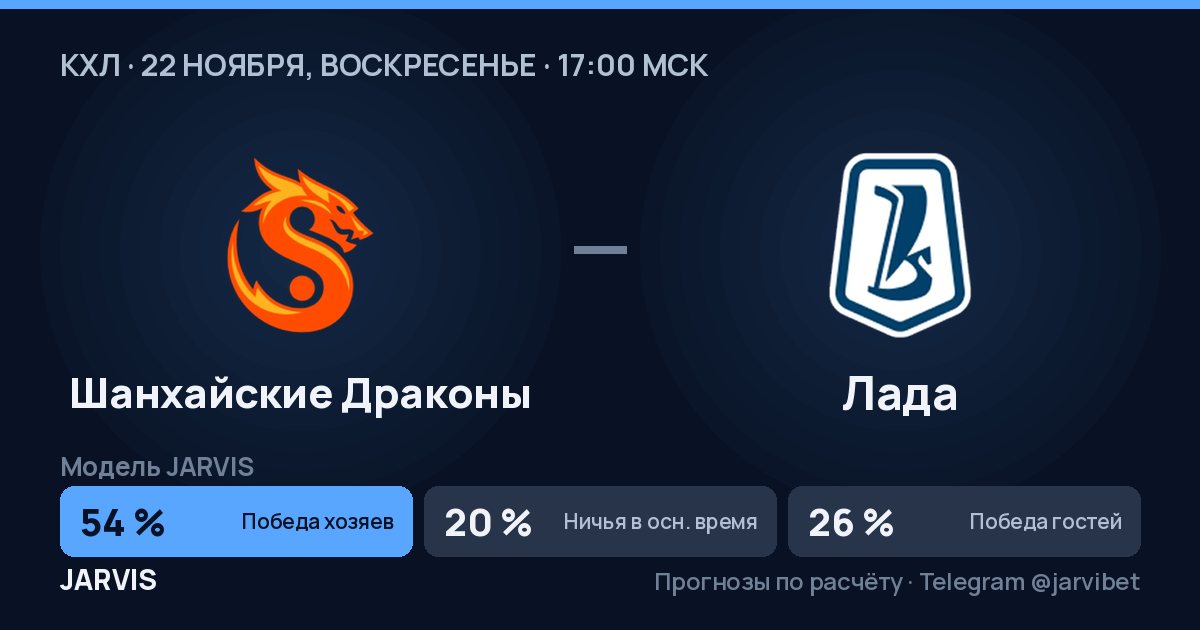 КХЛ · 22 НОЯБРЯ, ВОСКРЕСЕНЬЕ · 17:00 МСК
Шанхайские Драконы — Лада
Модель JARVIS
54 % Победа хозяев
20 % Ничья в осн. время
26 % Победа гостей
JARVIS
Прогнозы по расчёту · Telegram @jarvibet